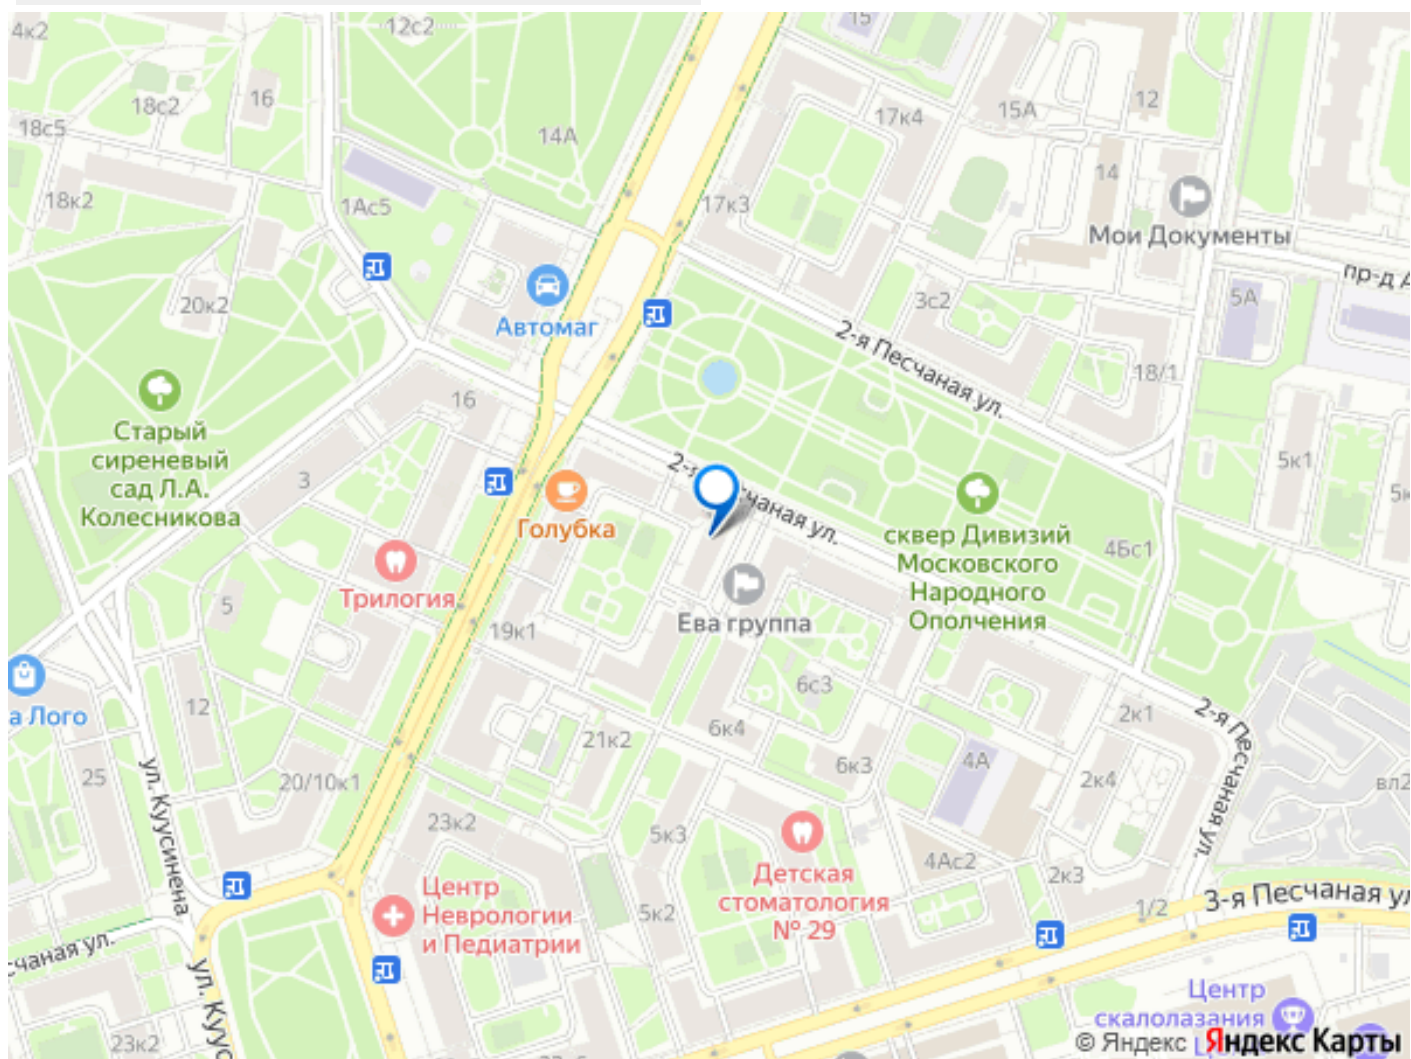 4к2
12с2
15
18с2
16
18с5
14А
17к4
15А
12
14
18к2
1Ас5
17к3
Мои Документы
пр-д А
20к2
Автомаг
3с2
5А
2-я Песчаная ул.
18/1
16
Старый
сиреневый
сад Л.А.
Колесникова
3
5к1
2-я
чаная ул.
Голубка
сквер Дивизий
Московского
Народного
Ополчения
4Бс1
Трилогия
5
19к1
Ева группа
6с3
а Лого
12
6к4
21к2
2к1
2-я Песчаная ул.
25
ул. Куусинена
20/10к1
6к3
4А
2к4
вл2
23к2
5к3
Детская
стоматология
№ 29
4Ас2
2к3
1/2
3-я Песчаная ул
Центр
Неврологии
и Педиатрии
5к2
счаная ул.
ул. Куус
23к2
Центр
скалолазания
© Яндекс Яндекс Карты